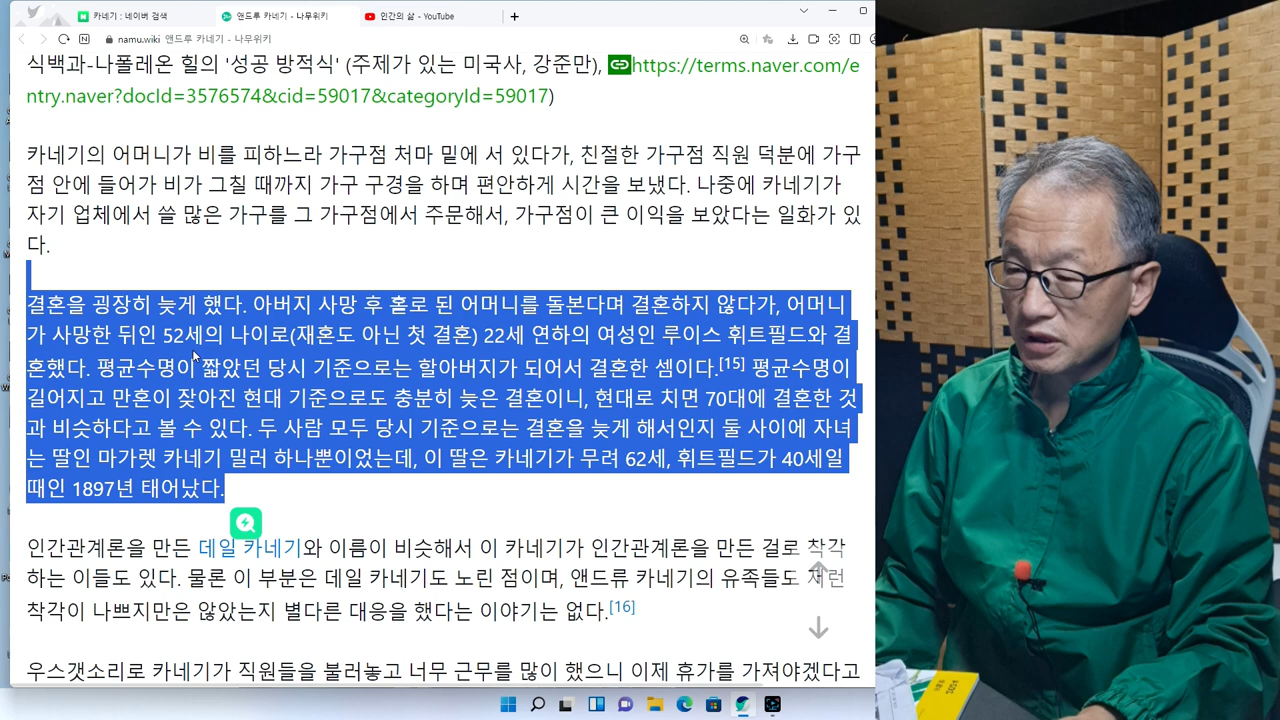 카네기 : 네이버 검색
앤드루 카네기 - 나무위키
인간의 삶 - YouTube
namu.wiki 앤드루 카네기 - 나무위키
식백과-나폴레온 힐의 '성공 방적식' (주제가 있는 미국사, 강준만), https://terms.naver.com/e
ntry.naver?docId=3576574&cid=59017&categoryId=59017)
카네기의 어머니가 비를 피하느라 가구점 처마 밑에 서 있다가, 친절한 가구점 직원 덕분에 가구
점 안에 들어가 비가 그칠 때까지 가구 구경을 하며 편안하게 시간을 보냈다. 나중에 카네기가
자기 업체에서 쓸 많은 가구를 그 가구점에서 주문해서, 가구점이 큰 이익을 보았다는 일화가 있
다.
결혼을 굉장히 늦게 했다. 아버지 사망 후 홀로 된 어머니를 돌본다며 결혼하지 않다가, 어머니
가 사망한 뒤인 52세의 나이로(재혼도 아닌 첫 결혼) 22세 연하의 여성인 루이스 휘트필드와 결
혼했다. 평균수명이 짧았던 당시 기준으로는 할아버지가 되어서 결혼한 셈이다.[15] 평균수명이
길어지고 만혼이 잦아진 현대 기준으로도 충분히 늦은 결혼이니, 현대로 치면 70대에 결혼한 것
과 비슷하다고 볼 수 있다. 두 사람 모두 당시 기준으로는 결혼을 늦게 해서인지 둘 사이에 자녀
는 딸인 마가렛 카네기 밀러 하나뿐이었는데, 이 딸은 카네기가 무려 62세, 휘트필드가 40세일
때인 1897년 태어났다.
인간관계론을 만든 데일 카네기와 이름이 비슷해서 이 카네기가 인간관계론을 만든 걸로 착각
하는 이들도 있다. 물론 이 부분은 데일 카네기도 노린 점이며, 앤드류 카네기의 유족들도 저런
착각이 나쁘지만은 않았는지 별다른 대응을 했다는 이야기는 없다.[16]
우스갯소리로 카네기가 직원들을 불러놓고 너무 근무를 많이 했으니 이제 휴가를 가져야겠다고